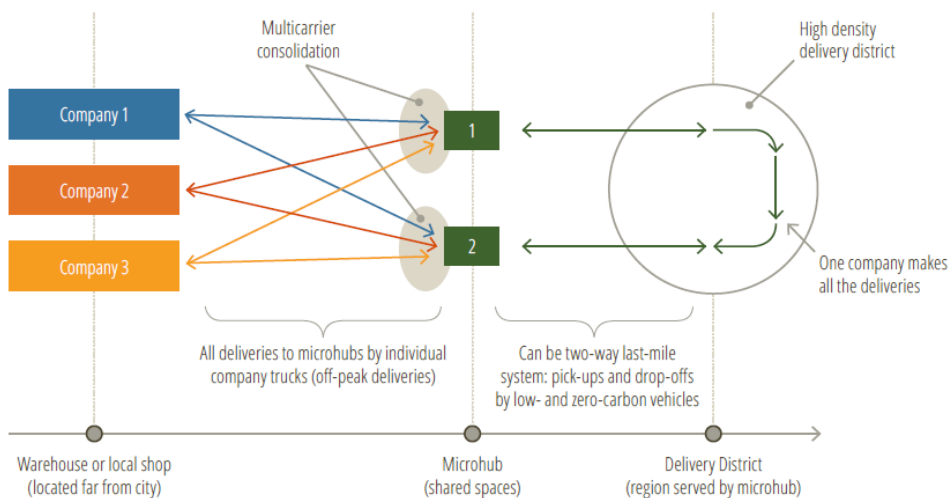 Multicarrier
consolidation
High density
delivery district
Company 1
1
Company 2
Company 3
2
One company makes
all the deliveries
All deliveries to microhubs by individual
company trucks (off-peak deliveries)
Can be two-way last-mile
system: pick-ups and drop-offs
by low- and zero-carbon vehicles
Warehouse or local shop
(located far from city)
Microhub
(shared spaces)
Delivery District
(region served by microhub)